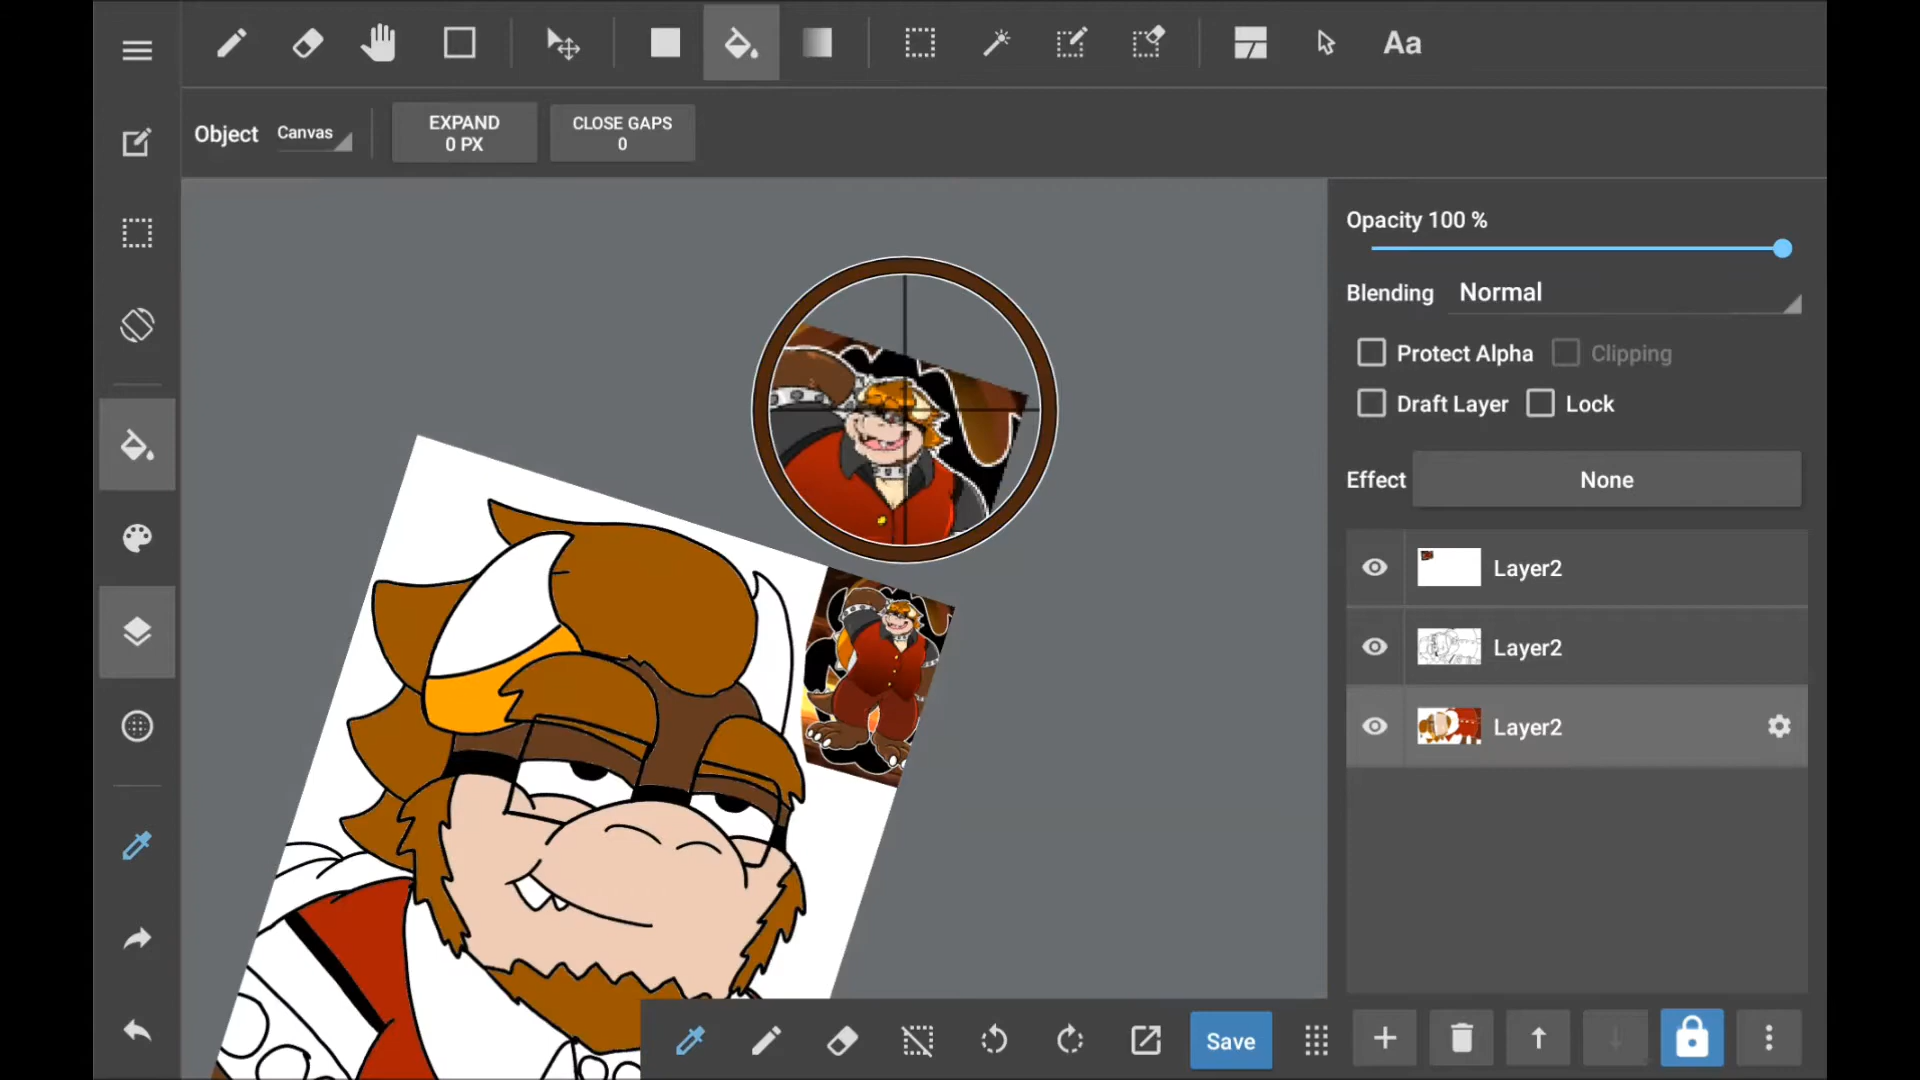 Aa
Object
Canvas
EXPAND
0 PX
CLOSE GAPS
0
Opacity 100 %
Blending
Normal
Protect Alpha
Clipping
Draft Layer
Lock
Effect
None
Layer2
Layer2
Layer2
Save